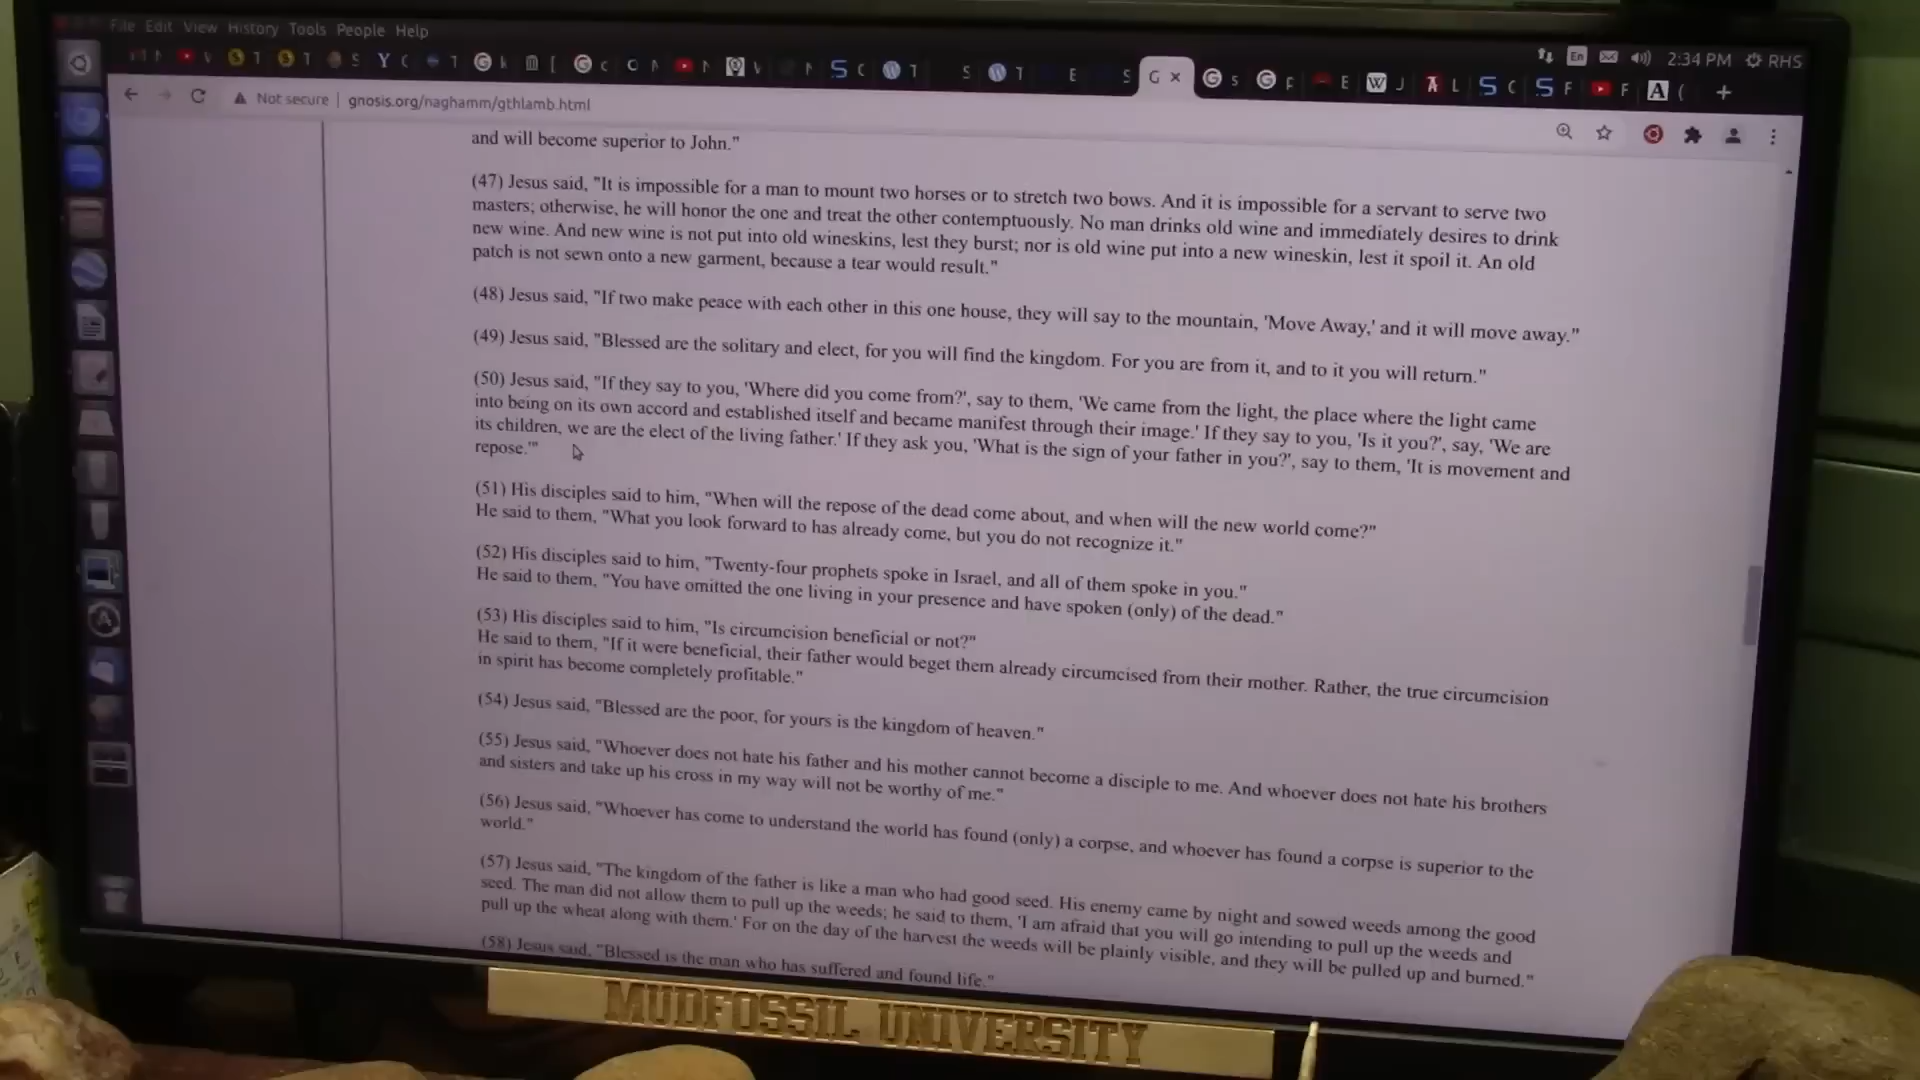 File Edit View History Tools People Help
2:34 PM RHS
En
Not secure | gnosis.org/naghamm/gthlamb.html
and will become superior to John."
(47) Jesus said, "It is impossible for a man to mount two horses or to stretch two bows. And it is impossible for a servant to serve two
masters; otherwise, he will honor the one and treat the other contemptuously. No man drinks old wine and immediately desires to drink
new wine. And new wine is not put into old wineskins, lest they burst; nor is old wine put into a new wineskin, lest it spoil it. An old
patch is not sewn onto a new garment, because a tear would result."
(48) Jesus said, "If two make peace with each other in this one house, they will say to the mountain, 'Move Away,' and it will move away."
(49) Jesus said, "Blessed are the solitary and elect, for you will find the kingdom. For you are from it, and to it you will return."
(50) Jesus said, "If they say to you, 'Where did you come from?', say to them, 'We came from the light, the place where the light came
into being on its own accord and established itself and became manifest through their image.' If they say to you, 'Is it you?', say, 'We are
its children, we are the elect of the living father.' If they ask you, 'What is the sign of your father in you?', say to them, 'It is movement and
repose.'"
(51) His disciples said to him, "When will the repose of the dead come about, and when will the new world come?"
He said to them, "What you look forward to has already come, but you do not recognize it."
(52) His disciples said to him, "Twenty-four prophets spoke in Israel, and all of them spoke in you."
He said to them, "You have omitted the one living in your presence and have spoken (only) of the dead."
(53) His disciples said to him, "Is circumcision beneficial or not?"
He said to them, "If it were beneficial, their father would beget them already circumcised from their mother. Rather, the true circumcision
in spirit has become completely profitable."
(54) Jesus said, "Blessed are the poor, for yours is the kingdom of heaven."
(55) Jesus said, "Whoever does not hate his father and his mother cannot become a disciple to me. And whoever does not hate his brothers
and sisters and take up his cross in my way will not be worthy of me."
(56) Jesus said, "Whoever has come to understand the world has found (only) a corpse, and whoever has found a corpse is superior to the
world."
(57) Jesus said, "The kingdom of the father is like a man who had good seed. His enemy came by night and sowed weeds among the good
seed. The man did not allow them to pull up the weeds; he said to them, 'I am afraid that you will go intending to pull up the weeds and
pull up the wheat along with them.' For on the day of the harvest the weeds will be plainly visible, and they will be pulled up and burned."
(58) Jesus said, "Blessed is the man who has suffered and found life."
MUDFOSSIL UNIVERSITY